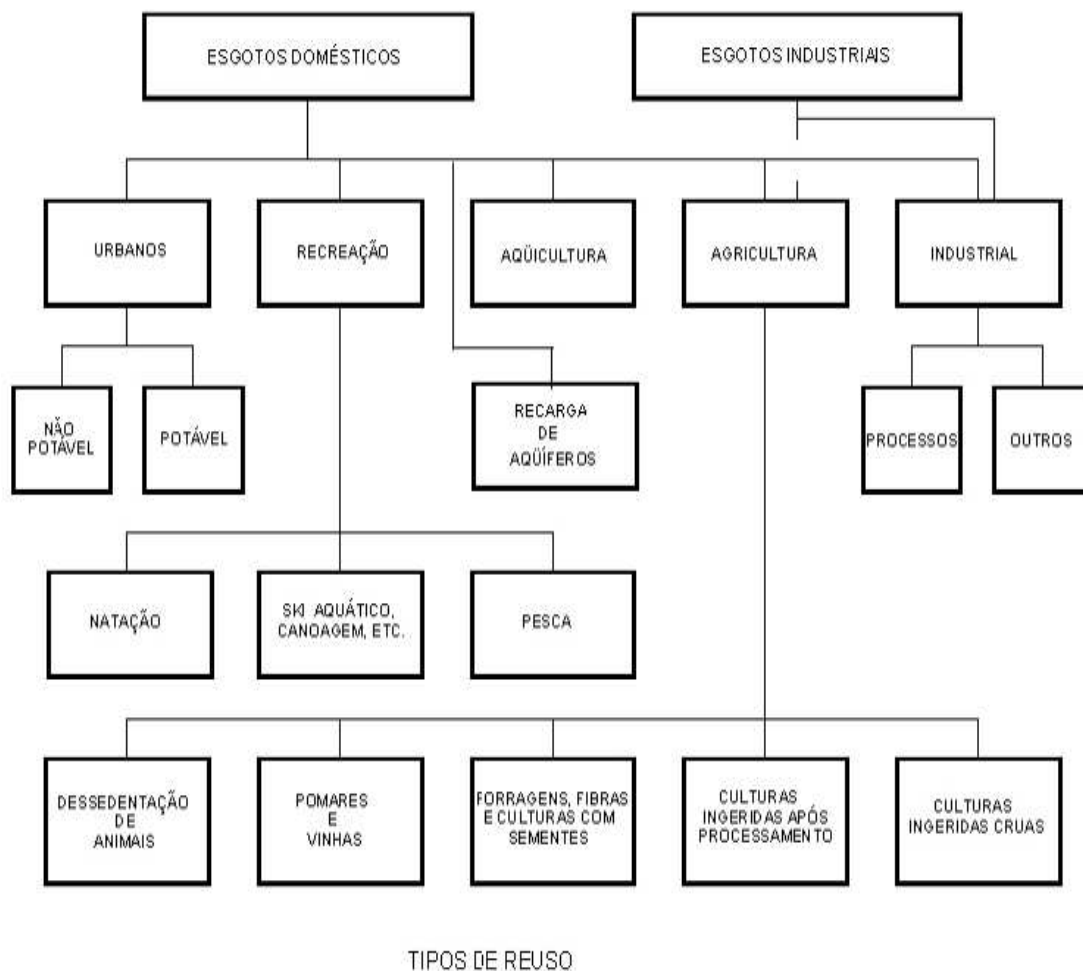 ESGOTOS DOMÉSTICOS
ESGOTOS INDUSTRIAIS
URBANOS
RECREAÇÃO
AQÜICULTURA
AGRICULTURA
INDUSTRIAL
NÃO
POTÁVEL
POTÁVEL
RECARGA
DE
AQÜÍFEROS
PROCESSOS
OUTROS
NATAÇÃO
SKI AQUÁTICO,
CANOAGEM, ETC.
PESCA
DESSEDENTAÇÃO
DE
ANIMAIS
POMARES
E
VINHAS
FORRAGENS, FIBRAS
E CULTURAS COM
SEMENTES
CULTURAS
INGERIDAS APÓS
PROCESSAMENTO
CULTURAS
INGERIDAS CRUAS
TIPOS DE REUSO